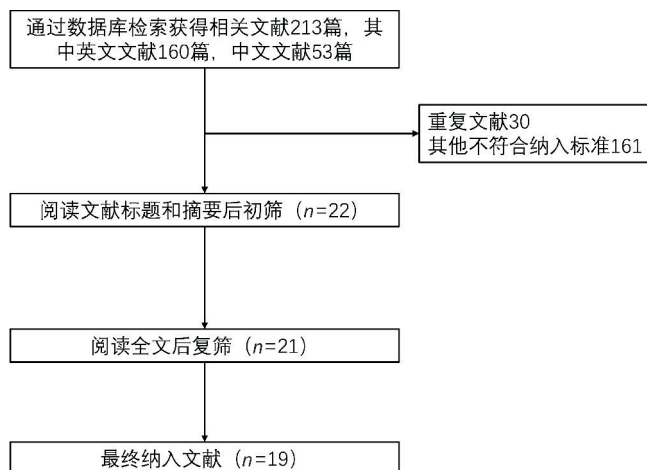 通过数据库检索获得相关文献213篇，其
中英文文献160篇，中文文献53篇
重复文献30
其他不符合纳入标准161
阅读文献标题和摘要后初筛（n=22）
阅读全文后复筛（n=21）
最终纳入文献（n=19）